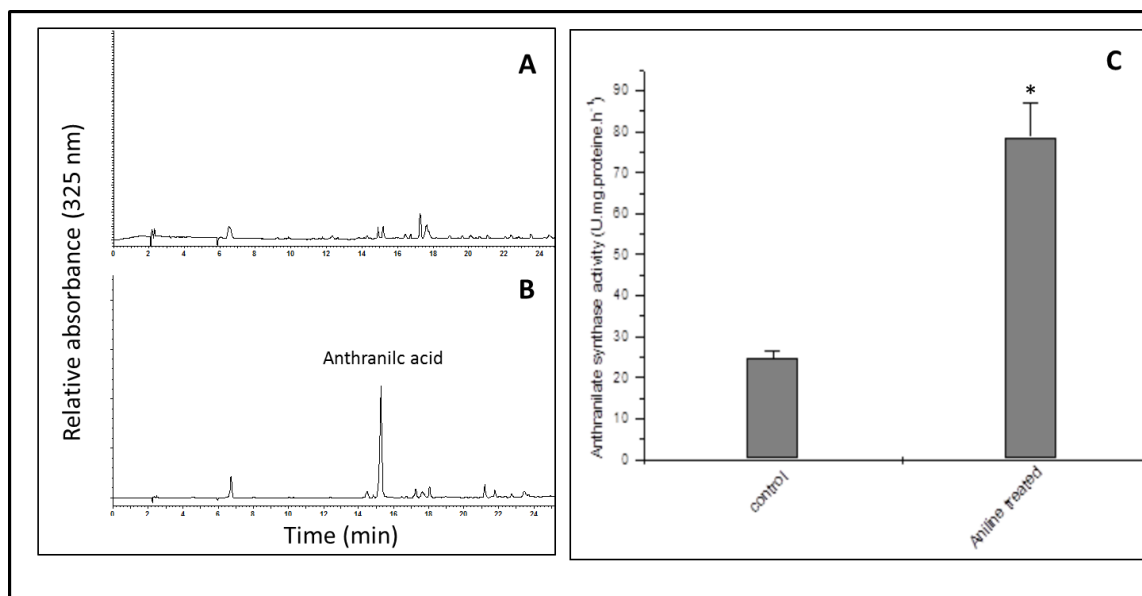 A
Relative absorbance (325 nm)
0 2 4 6 8 10 12 14 16 18 20 22 24
B
Anthranilc acid
0 2 4 6 8 10 12 14 16 18 20 22 24
Time (min)
C
Anthranilate synthase activity (U.mg.proteine.h⁻¹)
90
80
70
60
50
40
30
20
10
0
*
control
Aniline treated